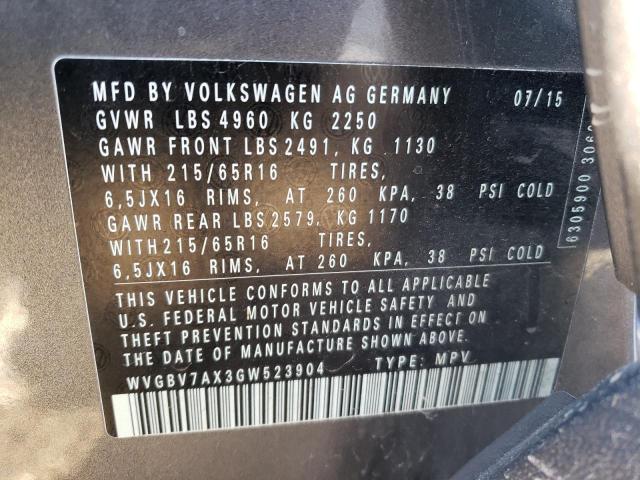 MFD BY VOLKSWAGEN AG GERMANY 07/15
GVWR LBS 4960 KG 2250
GAWR FRONT LBS 2491, KG 1130
WITH 215/65R16 TIRES,
6,5JX16 RIMS, AT 260 KPA, 38 PSI COLD
GAWR REAR LBS 2579, KG 1170
WITH 215/65R16 TIRES,
6,5JX16 RIMS, AT 260 KPA, 38 PSI COLD
THIS VEHICLE CONFORMS TO ALL APPLICABLE
U.S. FEDERAL MOTOR VEHICLE SAFETY AND
THEFT PREVENTION STANDARDS IN EFFECT ON
THE DATE OF MANUFACTURE SHOWN ABOVE.
WVGBV7AX3GW523904 TYPE: MPV
6305900